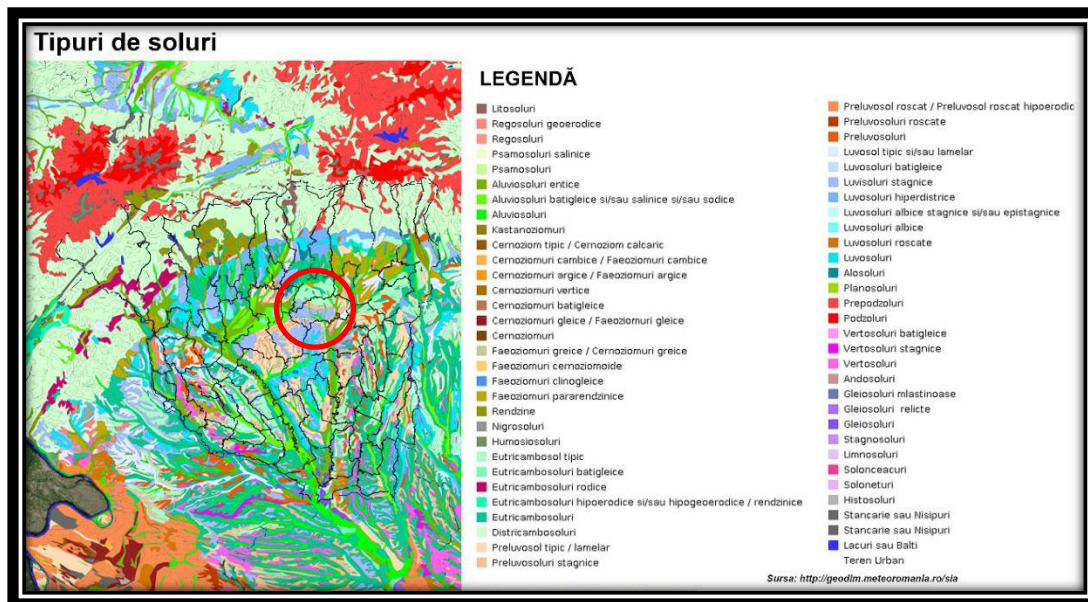 Tipuri de soluri
LEGENDĂ
Litosoluri
Regosoluri geoerodice
Regosoluri
Psamosoluri salinice
Psamosoluri
Aluviosoluri entice
Aluviosoluri batigleice si/sau salinice si/sau sodice
Aluviosoluri
Kastanoziomuri
Cernoziom tipic / Cernoziom calcaric
Cernoziomuri cambice / Faeoziomuri cambice
Cernoziomuri argice / Faeoziomuri argice
Cernoziomuri vertice
Cernoziomuri batigleice
Cernoziomuri gleice / Faeoziomuri gleice
Cernoziomuri
Faeoziomuri greice / Cernoziomuri greice
Faeoziomuri cernoziomoide
Faeoziomuri clinogleice
Faeoziomuri pararendzinice
Rendzine
Nigrosoluri
Humosiosoluri
Eutricambosol tipic
Eutricambosoluri batigleice
Eutricambosoluri rodice
Eutricambosoluri hipoerodice si/sau hipogeoerodice / rendzinice
Eutricambosoluri
Districambosoluri
Preluvosol tipic / lamelar
Preluvosoluri stagnice
Preluvosol roscat / Preluvosol roscat hipoerodic
Preluvosoluri roscate
Preluvosoluri
Luvosol tipic si/sau lamelar
Luvosoluri batigleice
Luvisoluri stagnice
Luvosoluri hiperdistrice
Luvosoluri albice stagnice si/sau epistagnice
Luvosoluri albice
Luvosoluri roscate
Luvosoluri
Alosoluri
Planosoluri
Prepodzoluri
Podzoluri
Vertosoluri batigleice
Vertosoluri stagnice
Vertosoluri
Andosoluri
Gleiosoluri mlastinoase
Gleiosoluri relicte
Gleiosoluri
Stagnosoluri
Limnosoluri
Solonceacuri
Soloneturi
Histosoluri
Stancarie sau Nisipuri
Stancarie sau Nisipuri
Lacuri sau Balti
Teren Urban
Sursa: http://geodim.meteoromania.ro/sia